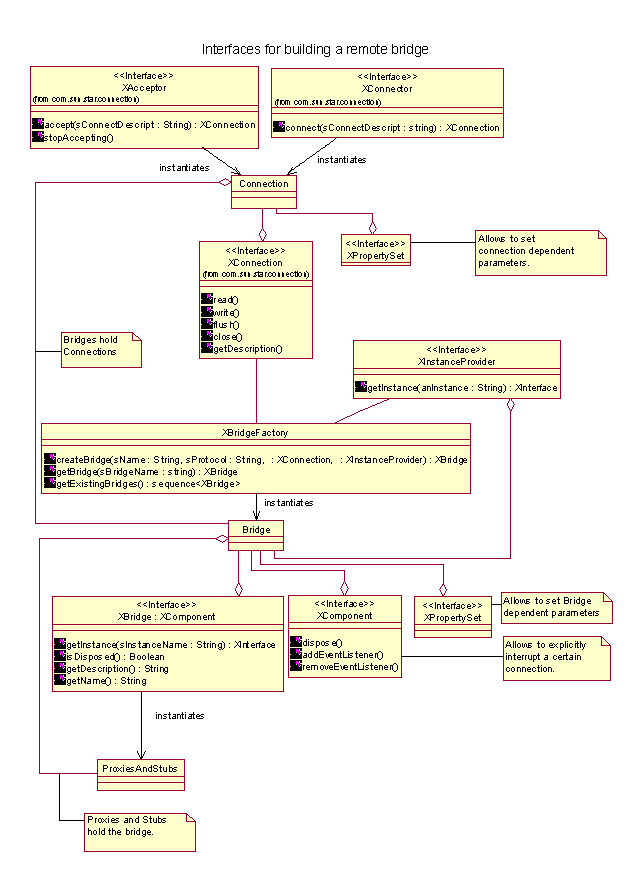 Interfaces for building a remote bridge
<<Interface>>
XAcceptor
(from com.sun.star.connection)
accept(sConnectDescript : String) : XConnection
stopAccepting()
<<Interface>>
XConnector
(from com.sun.star.connection)
connect(sConnectDescript : string) : XConnection
instantiates
instantiates
Connection
<<Interface>>
XConnection
(from com.sun.star.connection)
read()
write()
flush()
close()
getDescription()
<<Interface>>
XPropertySet
Allows to set
connection dependent
parameters.
Bridges hold
Connections
<<Interface>>
XInstanceProvider
getInstance(anInstance : String) : XInterface
XBridgeFactory
createBridge(sName : String, sProtocol : String,  : XConnection,  : XInstanceProvider) : XBridge
getBridge(sBridgeName : string) : XBridge
getExistingBridges() : sequence<XBridge>
instantiates
Bridge
<<Interface>>
XBridge : XComponent
getInstance(sInstanceName : String) : XInterface
isDisposed() : Boolean
getDescription() : String
getName() : String
<<Interface>>
XComponent
dispose()
addEventListener()
removeEventListener()
<<Interface>>
XPropertySet
Allows to set Bridge
dependent parameters
Allows to explicitly
interrupt a certain
connection.
instantiates
ProxiesAndStubs
Proxies and Stubs
hold the bridge.